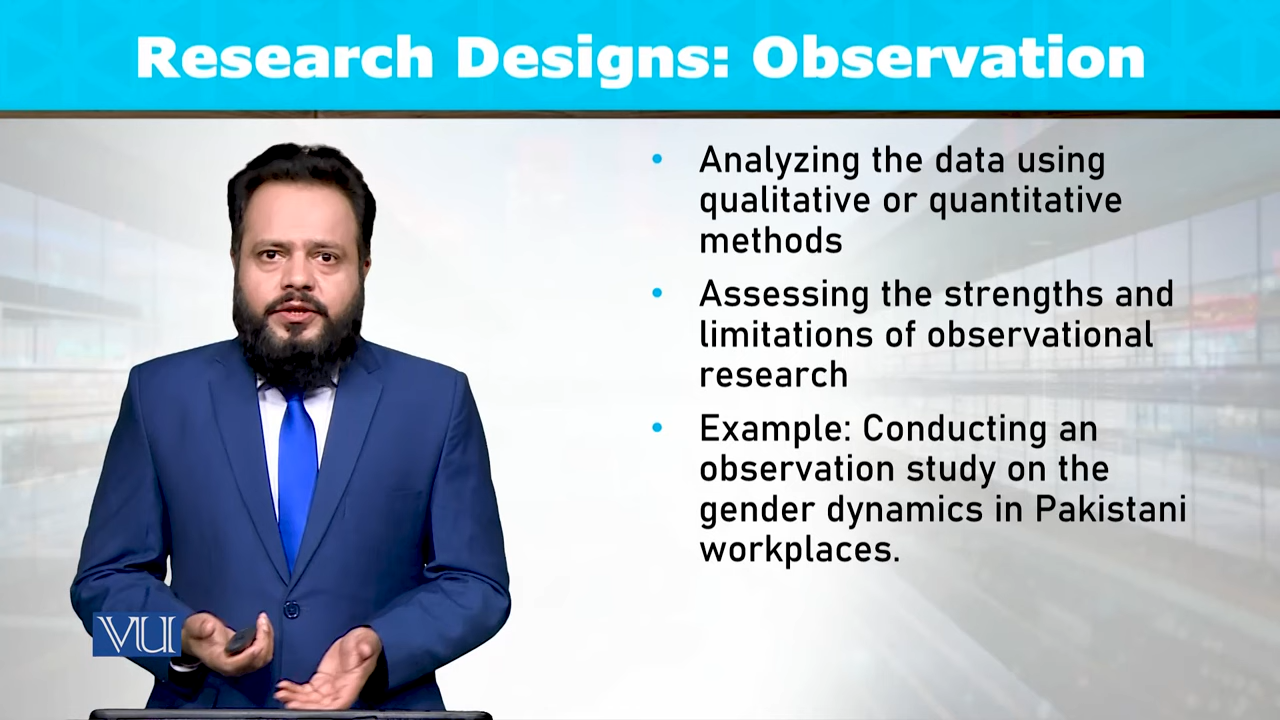 Research Designs: Observation
• Analyzing the data using
qualitative or quantitative
methods
• Assessing the strengths and
limitations of observational
research
• Example: Conducting an
observation study on the
gender dynamics in Pakistani
workplaces.
VU